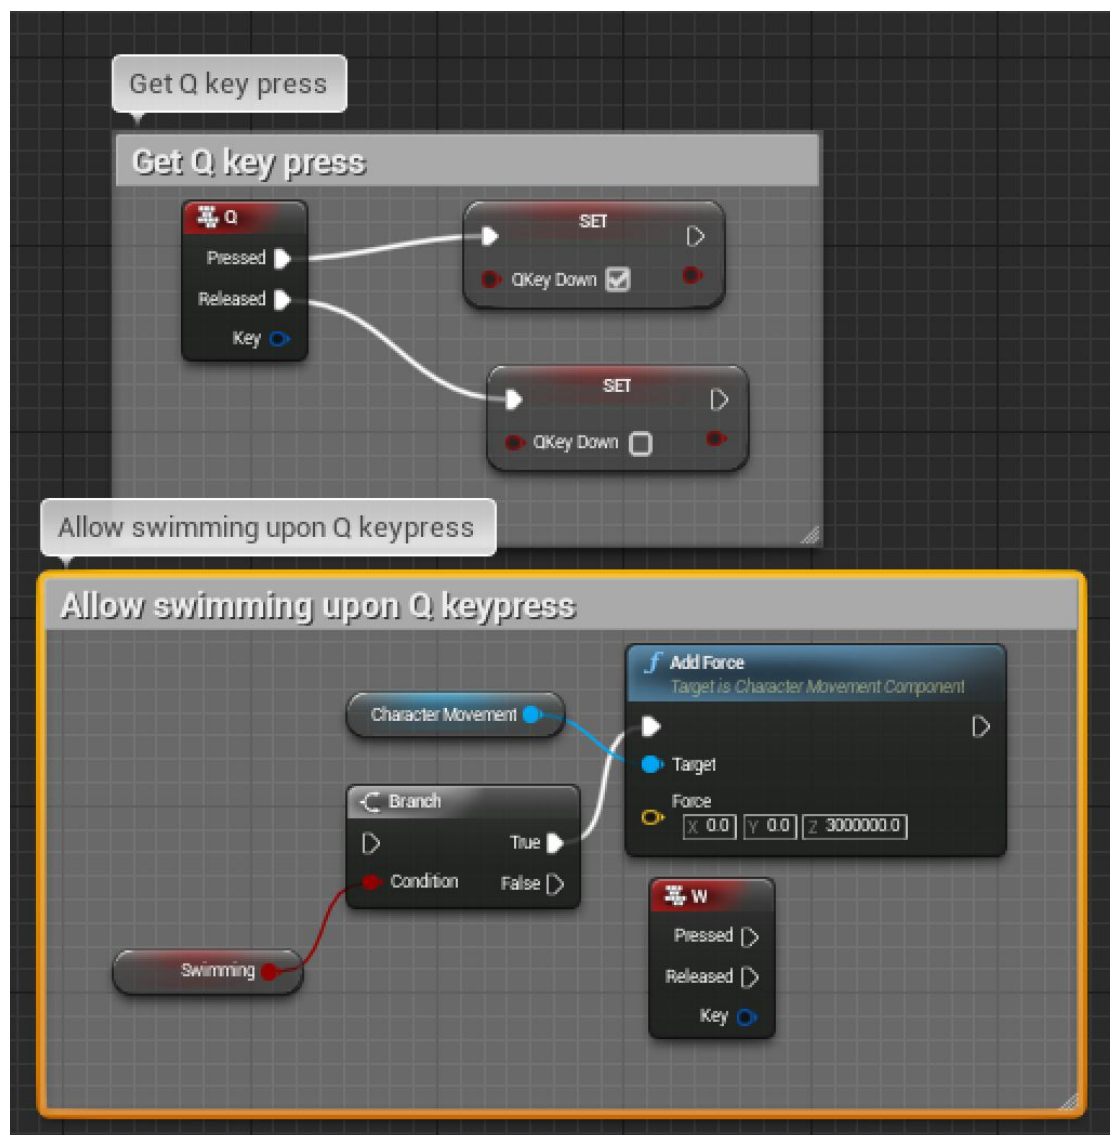 Get Q key press
Get Q key press
Q
Pressed
Released
Key
SET
QKey Down
SET
QKey Down
Allow swimming upon Q keypress
Allow swimming upon Q keypress
Character Movement
Branch
True
Condition
False
Swimming
f Add Force
Target is Character Movement Component
Target
Force
X 0.0 Y 0.0 Z 3000000.0
W
Pressed
Released
Key